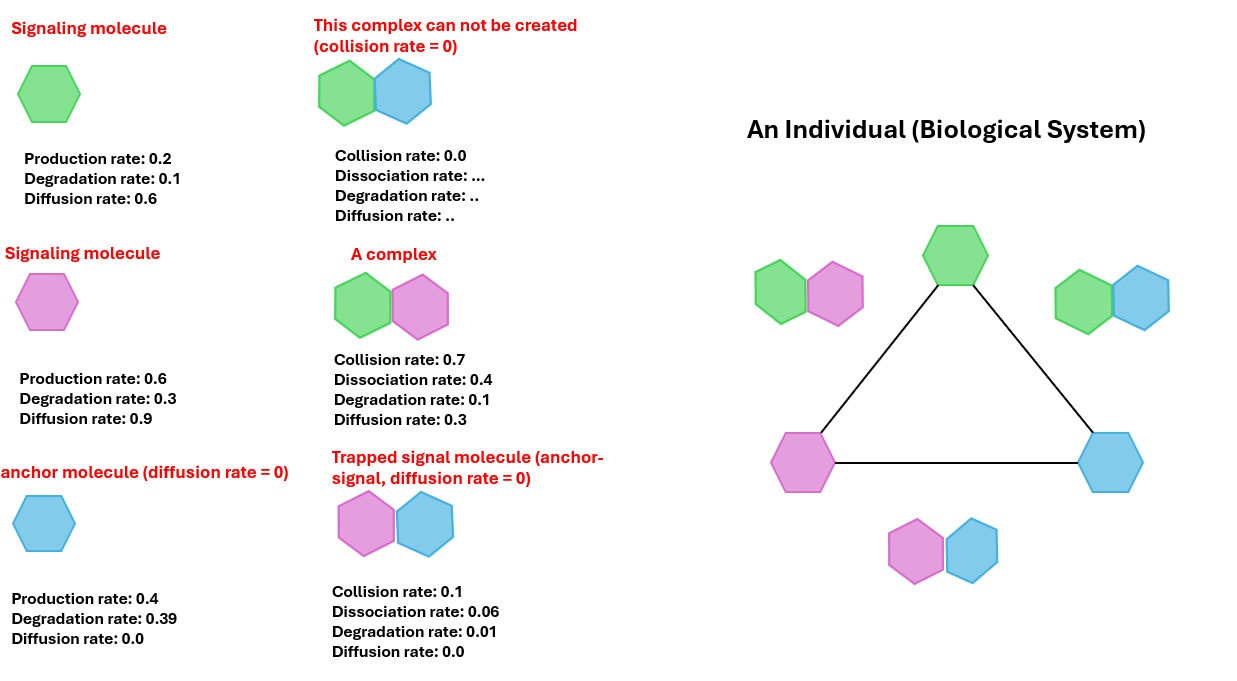 Signaling molecule
Production rate: 0.2
Degradation rate: 0.1
Diffusion rate: 0.6
This complex can not be created
(collision rate = 0)
Collision rate: 0.0
Dissociation rate: ...
Degradation rate: ..
Diffusion rate: ..
Signaling molecule
Production rate: 0.6
Degradation rate: 0.3
Diffusion rate: 0.9
A complex
Collision rate: 0.7
Dissociation rate: 0.4
Degradation rate: 0.1
Diffusion rate: 0.3
anchor molecule (diffusion rate = 0)
Production rate: 0.4
Degradation rate: 0.39
Diffusion rate: 0.0
Trapped signal molecule (anchor-
signal, diffusion rate = 0)
Collision rate: 0.1
Dissociation rate: 0.06
Degradation rate: 0.01
Diffusion rate: 0.0
An Individual (Biological System)